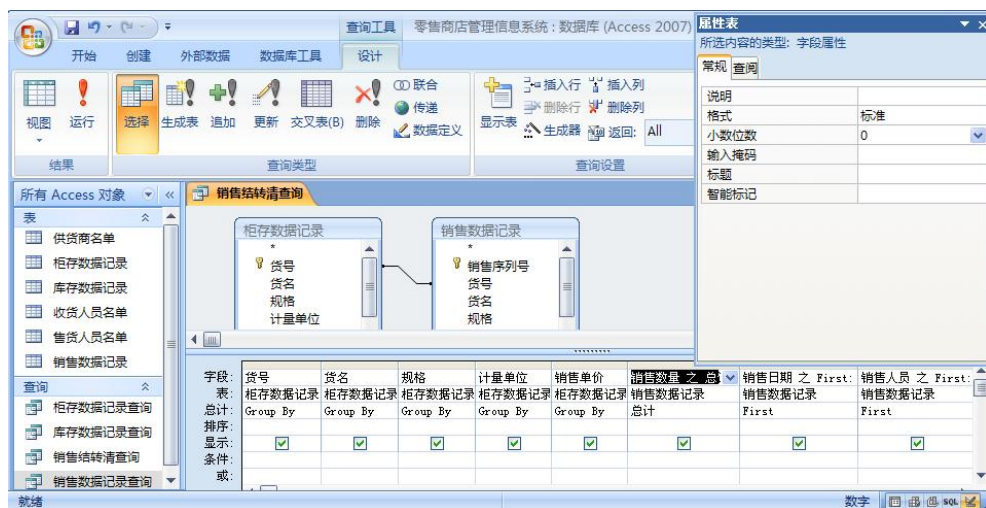 查询工具 零售商店管理信息系统 : 数据库 (Access 2007)
开始 创建 外部数据 数据库工具 设计
视图 运行 选择 生成表 追加 更新 交叉表(B) 删除
联合
传递
数据定义
显示表
插入行 插入列
删除行 删除列
生成器 返回: All
结果 查询类型 查询设置
属性表
所选内容的类型: 字段属性
常规 查阅
说明
格式 标准
小数位数 0
输入掩码
标题
智能标记
所有 Access 对象 «
表
供货商名单
柜存数据记录
库存数据记录
收货人员名单
售货人员名单
销售数据记录
查询
柜存数据记录查询
库存数据记录查询
销售结转清查询
销售数据记录查询
销售结转清查询
柜存数据记录
*
货号
货名
规格
计量单位
销售数据记录
*
销售序列号
货号
货名
规格
字段: 货号 货名 规格 计量单位 销售单价 销售数量 之 总 销售日期 之 First: 销售人员 之 First:
表: 柜存数据记录 柜存数据记录 柜存数据记录 柜存数据记录 柜存数据记录 销售数据记录 销售数据记录 销售数据记录
总计: Group By Group By Group By Group By Group By 总计 First First
排序:
显示:
条件:
或:
就绪 数字 SQL